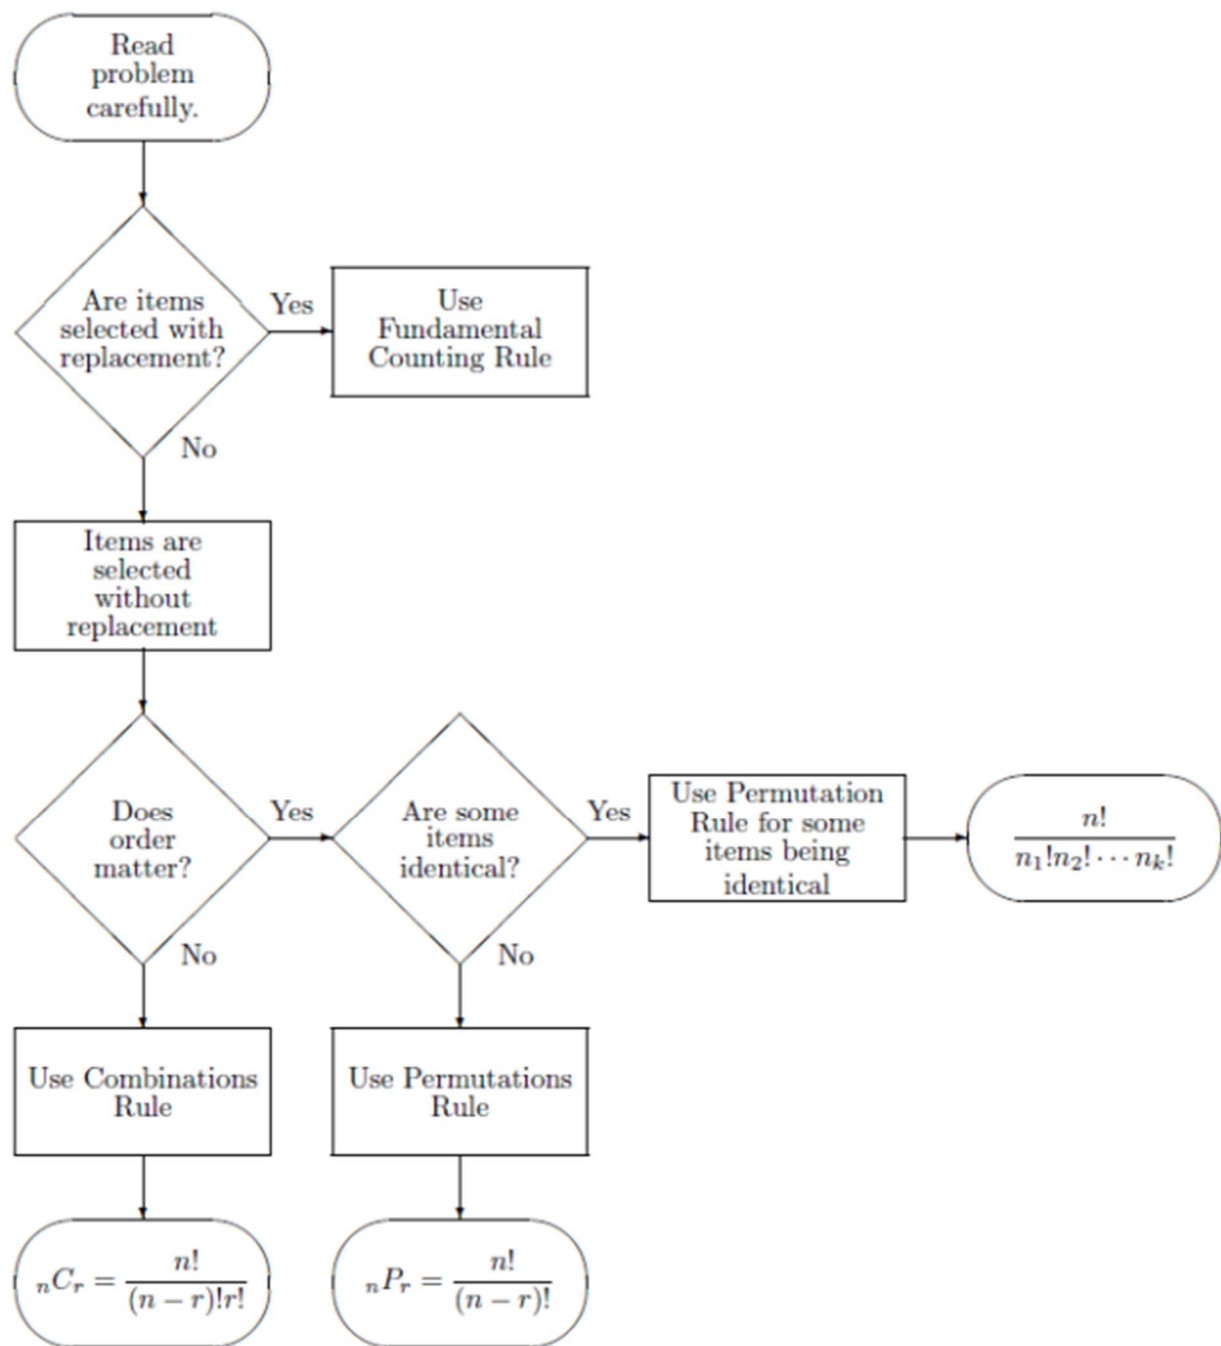 Read
problem
carefully.
Are items
selected with
replacement?
Yes
Use
Fundamental
Counting Rule
No
Items are
selected
without
replacement
Does
order
matter?
Yes
Are some
items
identical?
Yes
Use Permutation
Rule for some
items being
identical
n!
n₁!n₂! ⋯ nₖ!
No
No
Use Combinations
Rule
Use Permutations
Rule
ₙCᵣ = n! / (n − r)!r!
ₙPᵣ = n! / (n − r)!